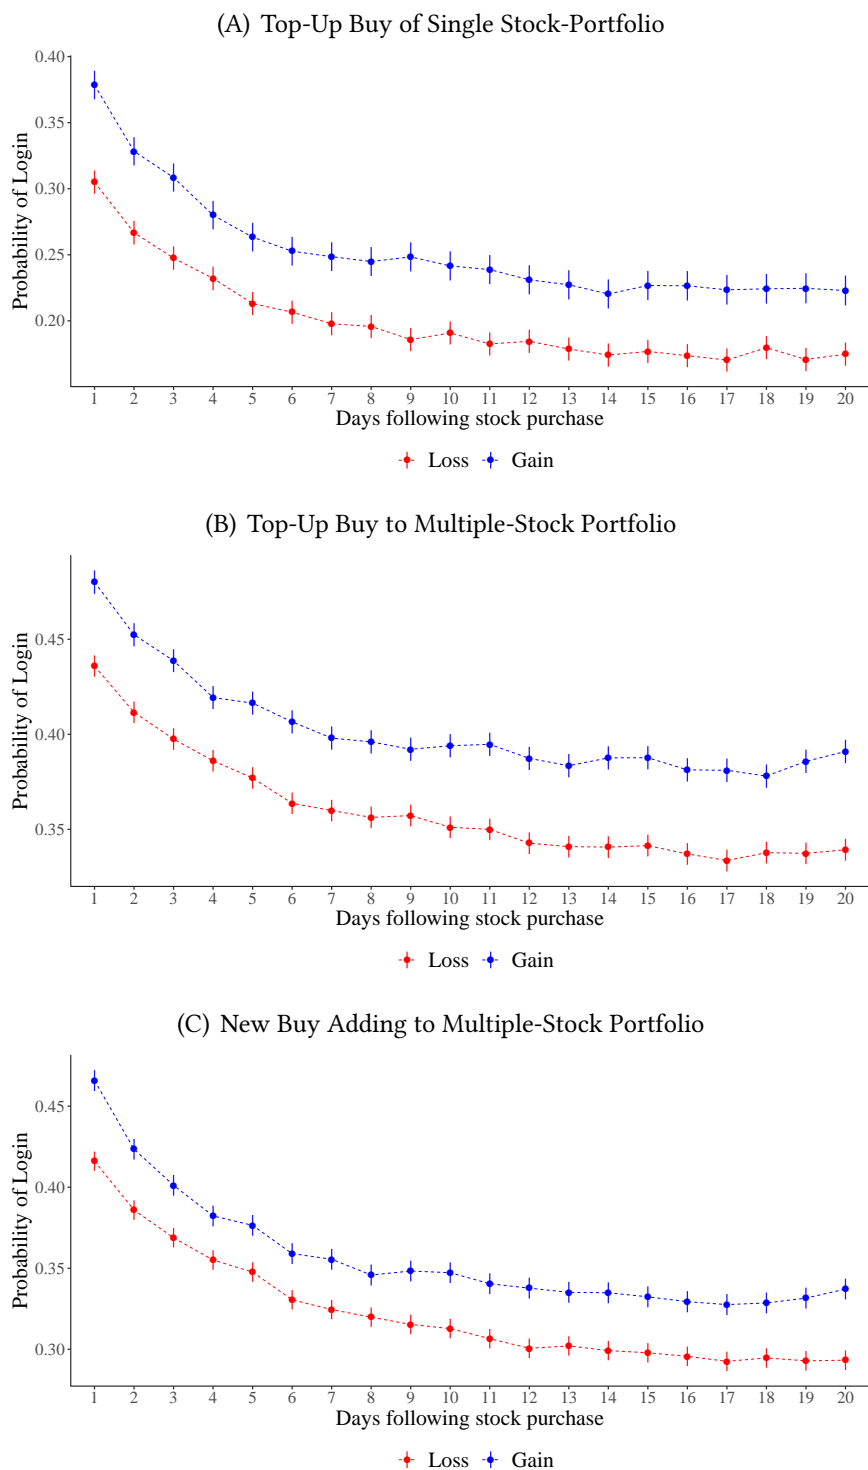 (A) Top-Up Buy of Single Stock-Portfolio
0.40
0.35
0.30
0.25
0.20
Probability of Login
1 2 3 4 5 6 7 8 9 10 11 12 13 14 15 16 17 18 19 20
Days following stock purchase
Loss Gain
(B) Top-Up Buy to Multiple-Stock Portfolio
0.45
0.40
0.35
Probability of Login
1 2 3 4 5 6 7 8 9 10 11 12 13 14 15 16 17 18 19 20
Days following stock purchase
Loss Gain
(C) New Buy Adding to Multiple-Stock Portfolio
0.45
0.40
0.35
0.30
Probability of Login
1 2 3 4 5 6 7 8 9 10 11 12 13 14 15 16 17 18 19 20
Days following stock purchase
Loss Gain